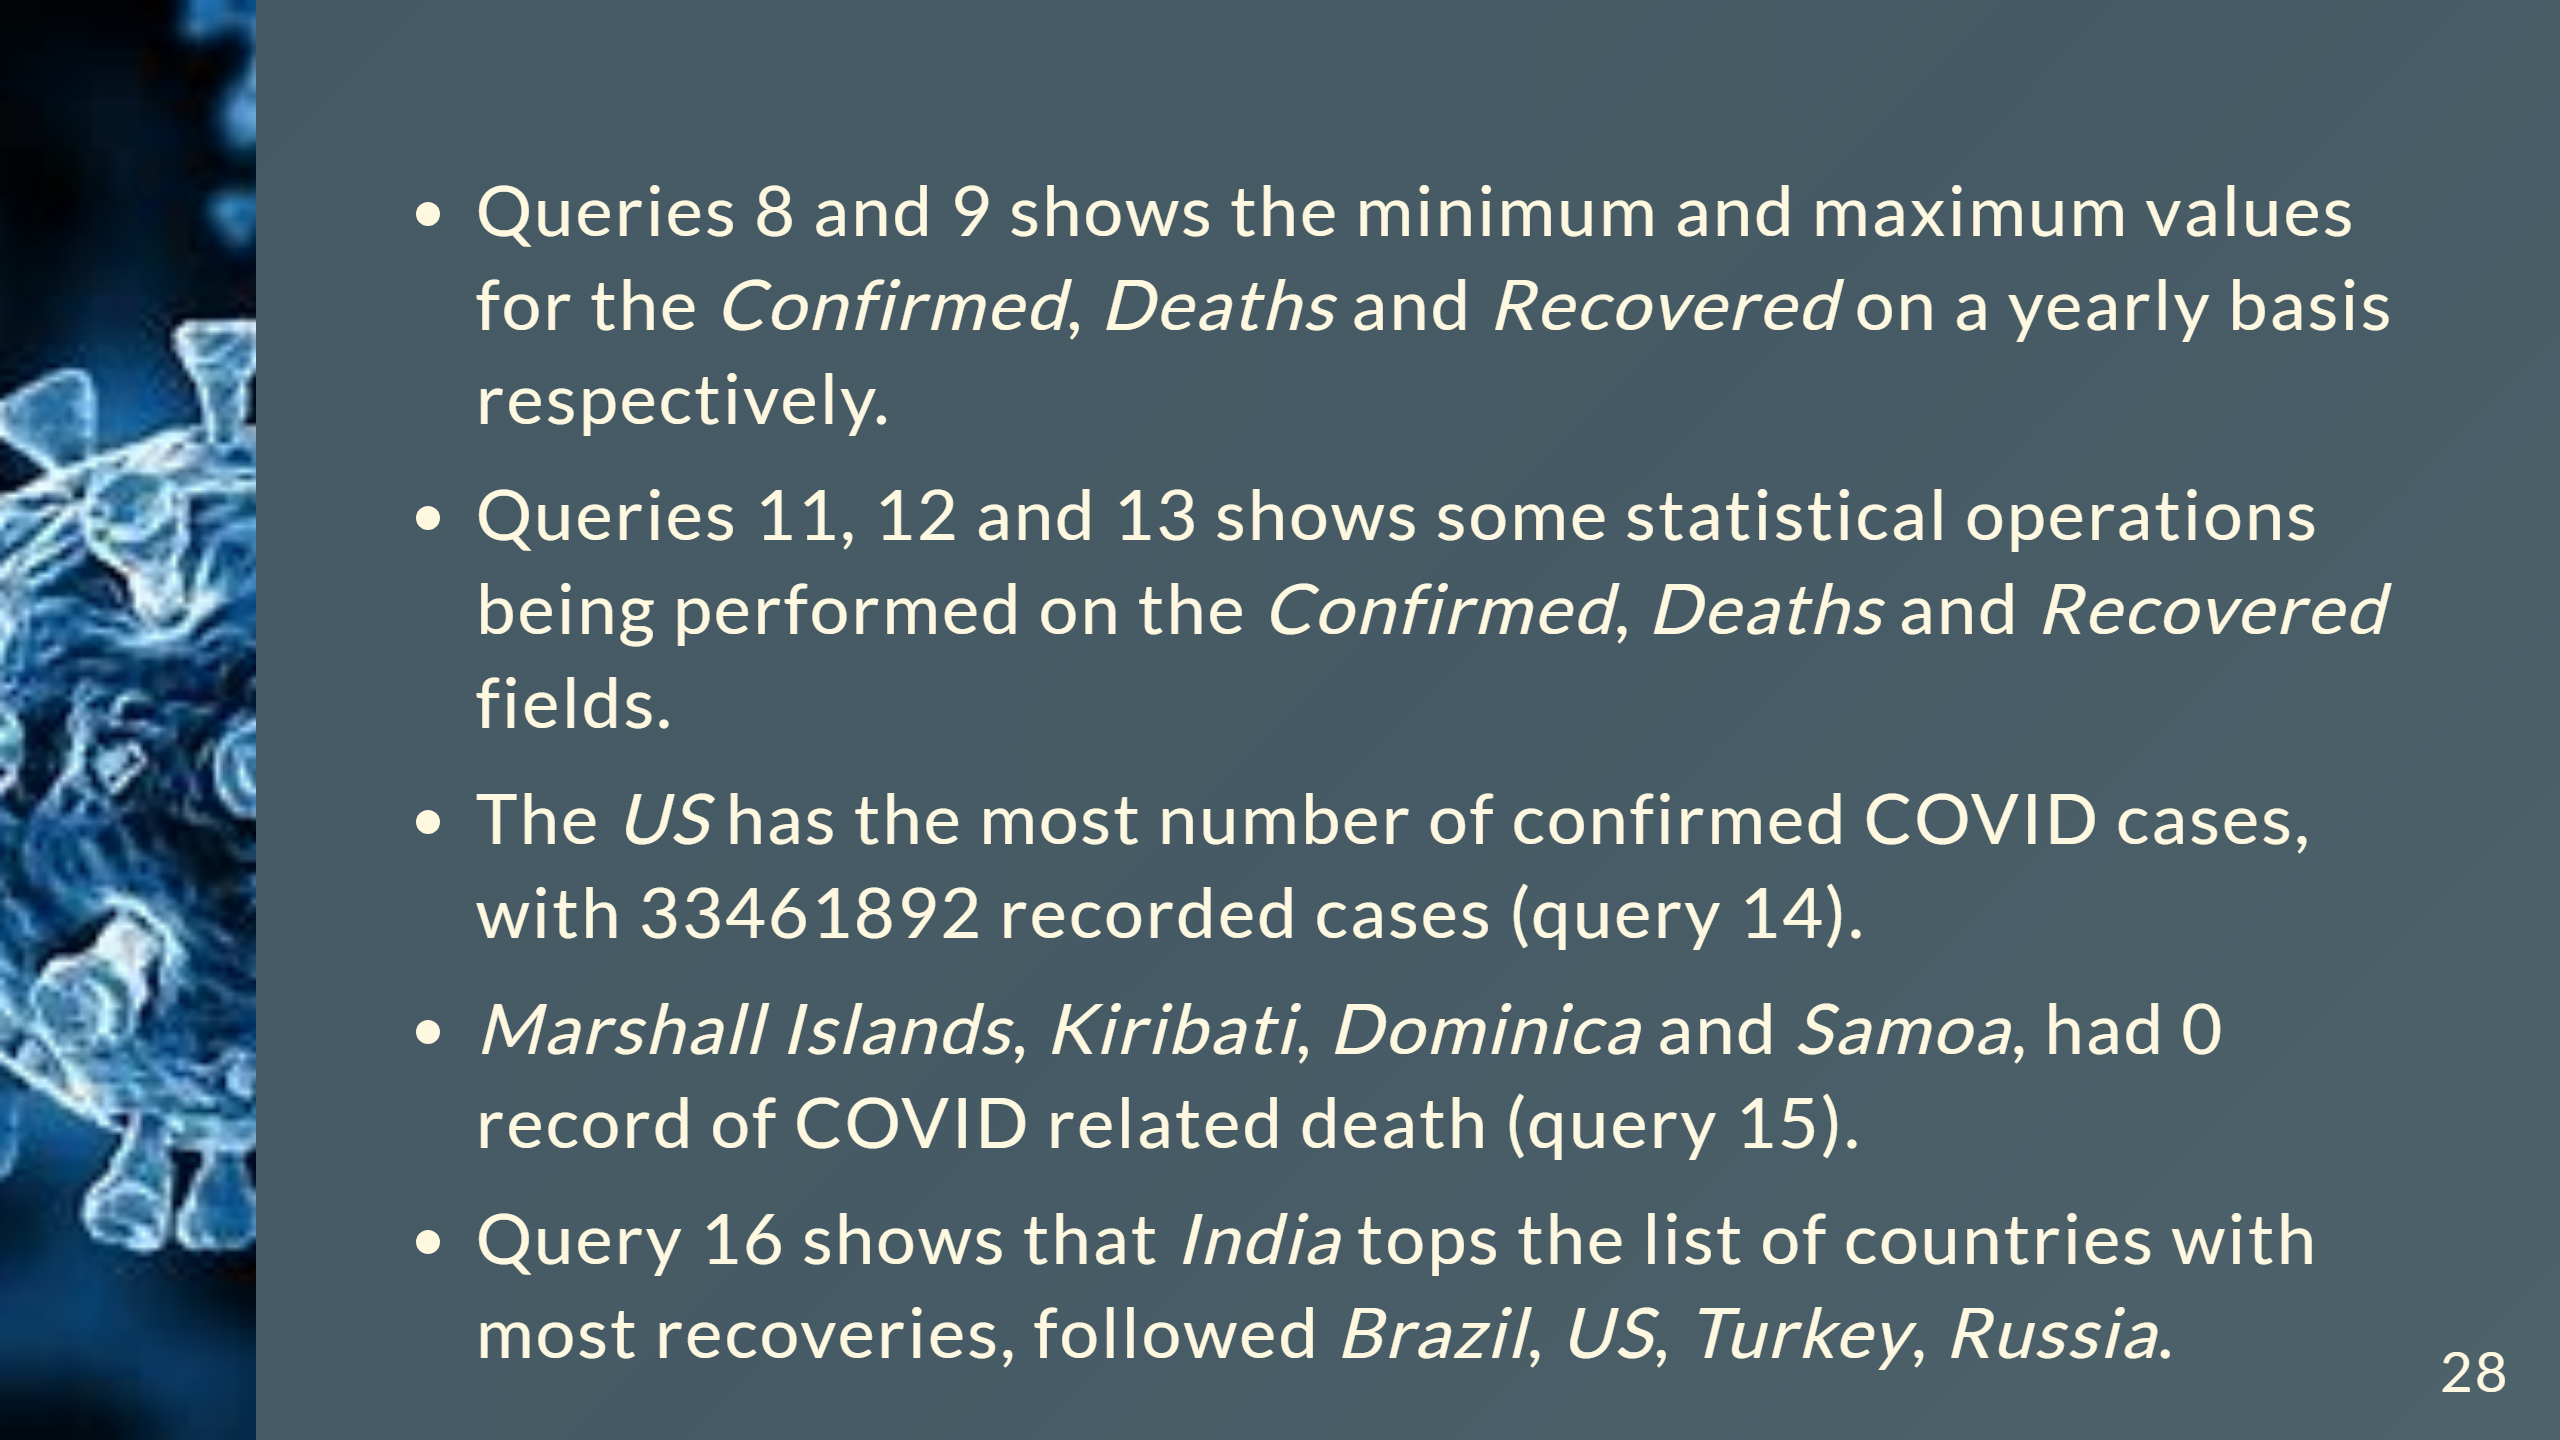 • Queries 8 and 9 shows the minimum and maximum values
for the Confirmed, Deaths and Recovered on a yearly basis
respectively.
• Queries 11, 12 and 13 shows some statistical operations
being performed on the Confirmed, Deaths and Recovered
fields.
• The US has the most number of confirmed COVID cases,
with 33461892 recorded cases (query 14).
• Marshall Islands, Kiribati, Dominica and Samoa, had 0
record of COVID related death (query 15).
• Query 16 shows that India tops the list of countries with
most recoveries, followed Brazil, US, Turkey, Russia.
28